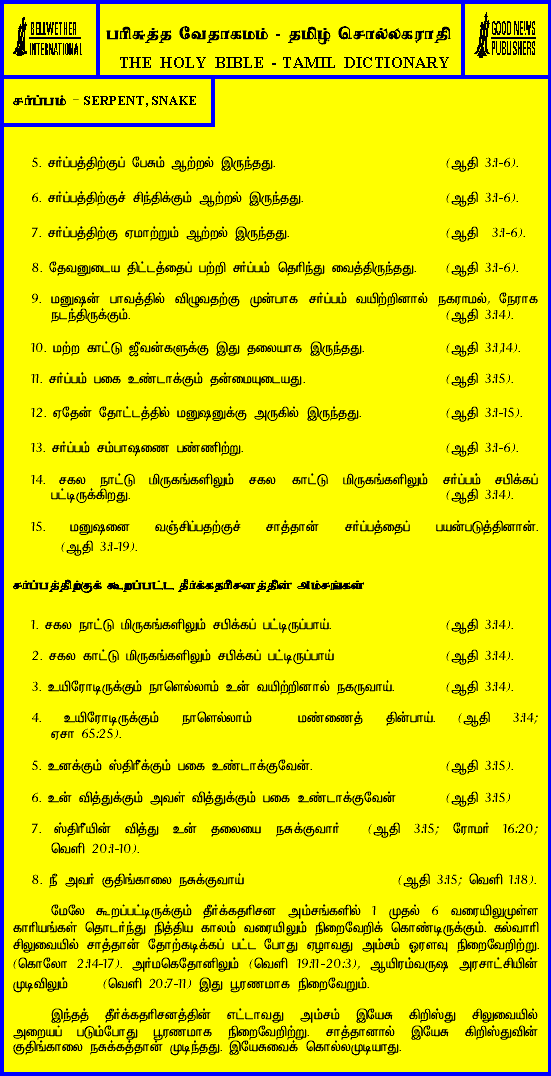 BELLWETHER
INTERNATIONAL
பரிசுத்த வேதாகமம் - தமிழ் சொல்லகராதி
THE HOLY BIBLE - TAMIL DICTIONARY
GOOD NEWS
PUBLISHERS
சர்ப்பம் - SERPENT, SNAKE
5. சர்ப்பத்திற்குப் பேசும் ஆற்றல் இருந்தது. (ஆதி 3:1-6).
6. சர்ப்பத்திற்குச் சிந்திக்கும் ஆற்றல் இருந்தது. (ஆதி 3:1-6).
7. சர்ப்பத்திற்கு ஏமாற்றும் ஆற்றல் இருந்தது. (ஆதி 3:1-6).
8. தேவனுடைய திட்டத்தைப் பற்றி சர்ப்பம் தெரிந்து வைத்திருந்தது. (ஆதி 3:1-6).
9. மனுஷன் பாவத்தில் விழுவதற்கு முன்பாக சர்ப்பம் வயிற்றினால் நகராமல், நேராக
நடந்திருக்கும். (ஆதி 3:14).
10. மற்ற காட்டு ஜீவன்களுக்கு இது தலையாக இருந்தது. (ஆதி 3:1,14).
11. சர்ப்பம் பகை உண்டாக்கும் தன்மையுடையது. (ஆதி 3:15).
12. ஏதேன் தோட்டத்தில் மனுஷனுக்கு அருகில் இருந்தது. (ஆதி 3:1-15).
13. சர்ப்பம் சம்பாஷணை பண்ணிற்று. (ஆதி 3:1-6).
14. சகல நாட்டு மிருகங்களிலும் சகல காட்டு மிருகங்களிலும் சர்ப்பம் சபிக்கப்
பட்டிருக்கிறது. (ஆதி 3:14).
15. மனுஷனை வஞ்சிப்பதற்குச் சாத்தான் சர்ப்பத்தைப் பயன்படுத்தினான்.
(ஆதி 3:1-19).
சர்ப்பத்திற்குக் கூறப்பட்ட தீர்க்கதரிசனத்தின் அம்சங்கள்
1. சகல நாட்டு மிருகங்களிலும் சபிக்கப் பட்டிருப்பாய். (ஆதி 3:14).
2. சகல காட்டு மிருகங்களிலும் சபிக்கப் பட்டிருப்பாய் (ஆதி 3:14).
3. உயிரோடிருக்கும் நாளெல்லாம் உன் வயிற்றினால் நகருவாய். (ஆதி 3:14).
4. உயிரோடிருக்கும் நாளெல்லாம் மண்ணைத் தின்பாய். (ஆதி 3:14;
ஏசா 65:25).
5. உனக்கும் ஸ்திரீக்கும் பகை உண்டாக்குவேன். (ஆதி 3:15).
6. உன் வித்துக்கும் அவள் வித்துக்கும் பகை உண்டாக்குவேன் (ஆதி 3:15)
7. ஸ்திரீயின் வித்து உன் தலையை நசுக்குவார் (ஆதி 3:15; ரோமர் 16:20;
வெளி 20:1-10).
8. நீ அவர் குதிங்காலை நசுக்குவாய் (ஆதி 3:15; வெளி 1:18).
மேலே கூறப்பட்டிருக்கும் தீர்க்கதரிசன அம்சங்களில் 1 முதல் 6 வரையிலுமுள்ள
காரியங்கள் தொடர்ந்து நித்திய காலம் வரையிலும் நிறைவேறிக் கொண்டிருக்கும். கல்வாரி
சிலுவையில் சாத்தான் தோற்கடிக்கப் பட்ட போது ஏழாவது அம்சம் ஓரளவு நிறைவேறிற்று.
(கொலோ 2:14-17). அர்மகெதோனிலும் (வெளி 19:11-20:3), ஆயிரம்வருஷ அரசாட்சியின்
முடிவிலும் (வெளி 20:7-11) இது பூரணமாக நிறைவேறும்.
இந்தத் தீர்க்கதரிசனத்தின் எட்டாவது அம்சம் இயேசு கிறிஸ்து சிலுவையில்
அறையப் படும்போது பூரணமாக நிறைவேறிற்று. சாத்தானால் இயேசு கிறிஸ்துவின்
குதிங்காலை நசுக்கத்தான் முடிந்தது. இயேசுவைக் கொல்லமுடியாது.